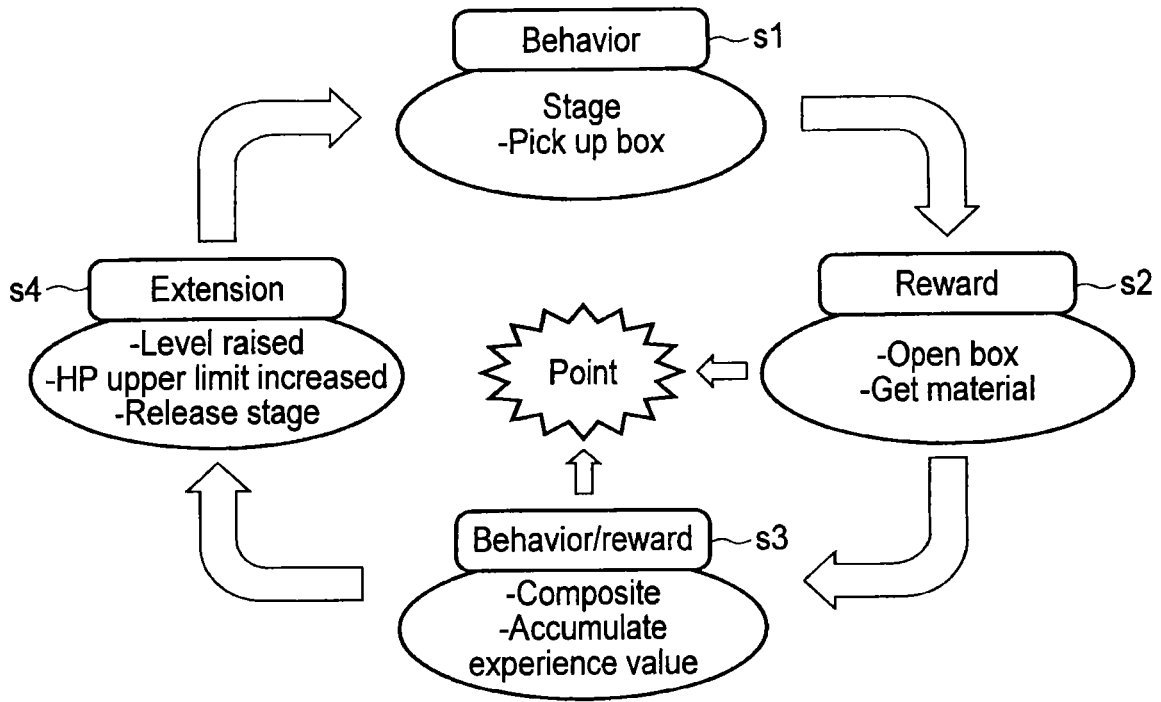 Behavior
s1
Stage
-Pick up box
Reward
s2
-Open box
-Get material
Point
Behavior/reward
s3
-Composite
-Accumulate
experience value
s4
Extension
-Level raised
-HP upper limit increased
-Release stage